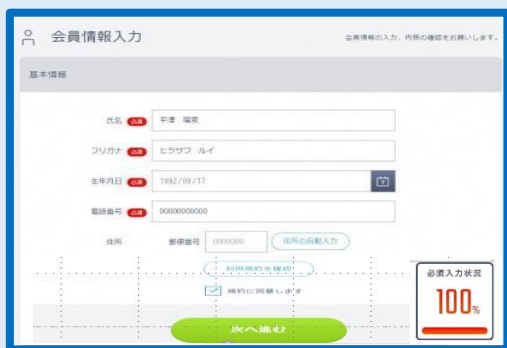 会員情報入力
会員情報の入力、内容の確認をお願いします。
基本情報
氏名 必須 平澤
フリガナ 必須 ヒラサワ ルイ
生年月日 必須 1992/09/17
電話番号 必須 00000000000
住所 郵便番号 0000000 住所の自動入力
利用規約を確認
規約に同意します
必須入力状況
100%
次へ進む